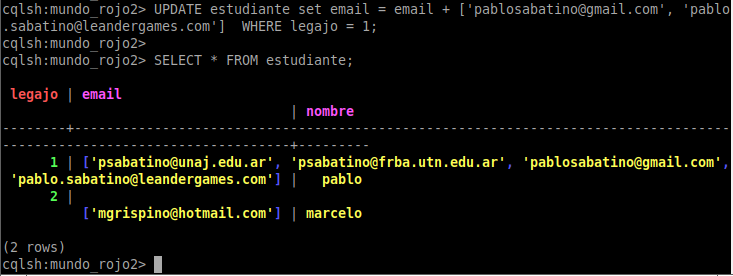 cqlsh:mundo_rojo2> UPDATE estudiante set email = email + ['pablosabatino@gmail.com', 'pablo
.sabatino@leandergames.com']  WHERE legajo = 1;
cqlsh:mundo_rojo2>
cqlsh:mundo_rojo2> SELECT * FROM estudiante;
legajo | email
| nombre
--------+---------------------------------------------------------------------------------
-----------------------------------+---------
1 | ['psabatino@unaj.edu.ar', 'psabatino@frba.utn.edu.ar', 'pablosabatino@gmail.com',
'pablo.sabatino@leandergames.com'] |   pablo
2 |
['mgrispino@hotmail.com'] | marcelo
(2 rows)
cqlsh:mundo_rojo2>